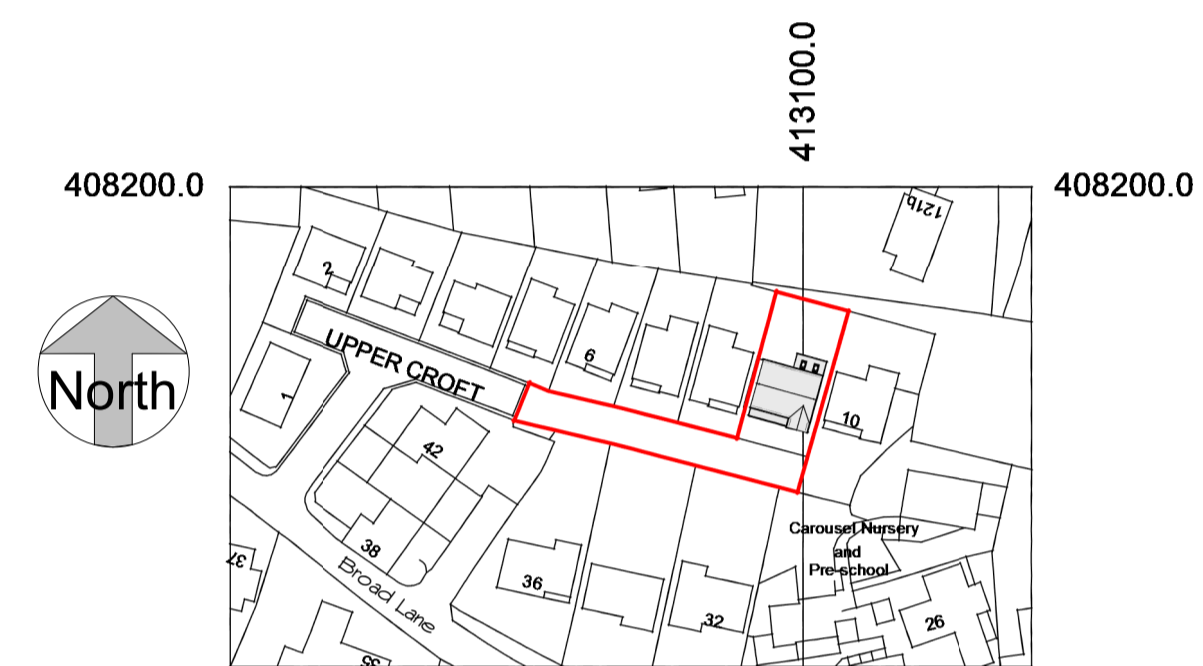 413100.0
408200.0
408200.0
121b
2
UPPER CROFT
6
North
1
10
42
Carousel Nursery
and
Pre-school
38
37
36
Broad Lane
32
26
35